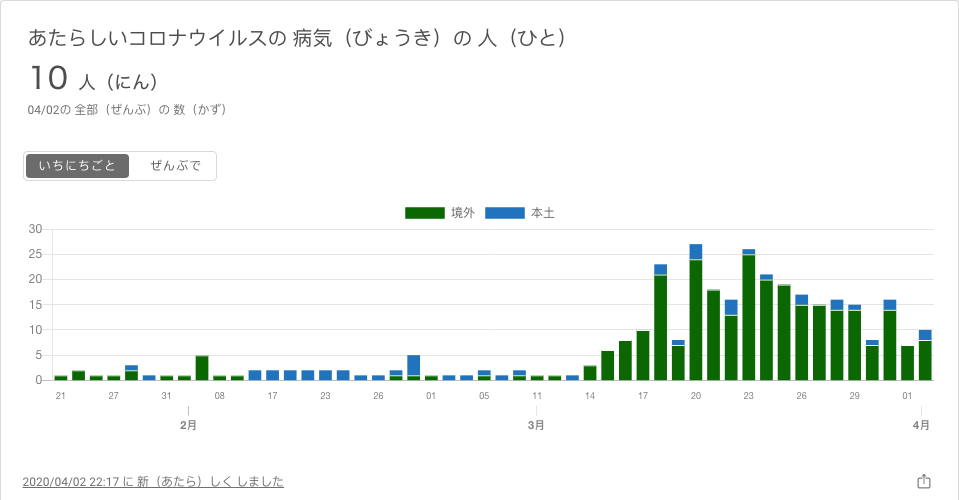 あたらしいコロナウイルスの 病気（びょうき）の 人（ひと）
10 人（にん）
04/02の 全部（ぜんぶ）の 数（かず）
いちにちごと ぜんぶで
境外 本土
30
25
20
15
10
5
0
21 27 31 08 17 23 26 01 05 11 14 17 20 23 26 29 01
2月 3月 4月
2020/04/02 22:17 に 新（あたら）しく しました